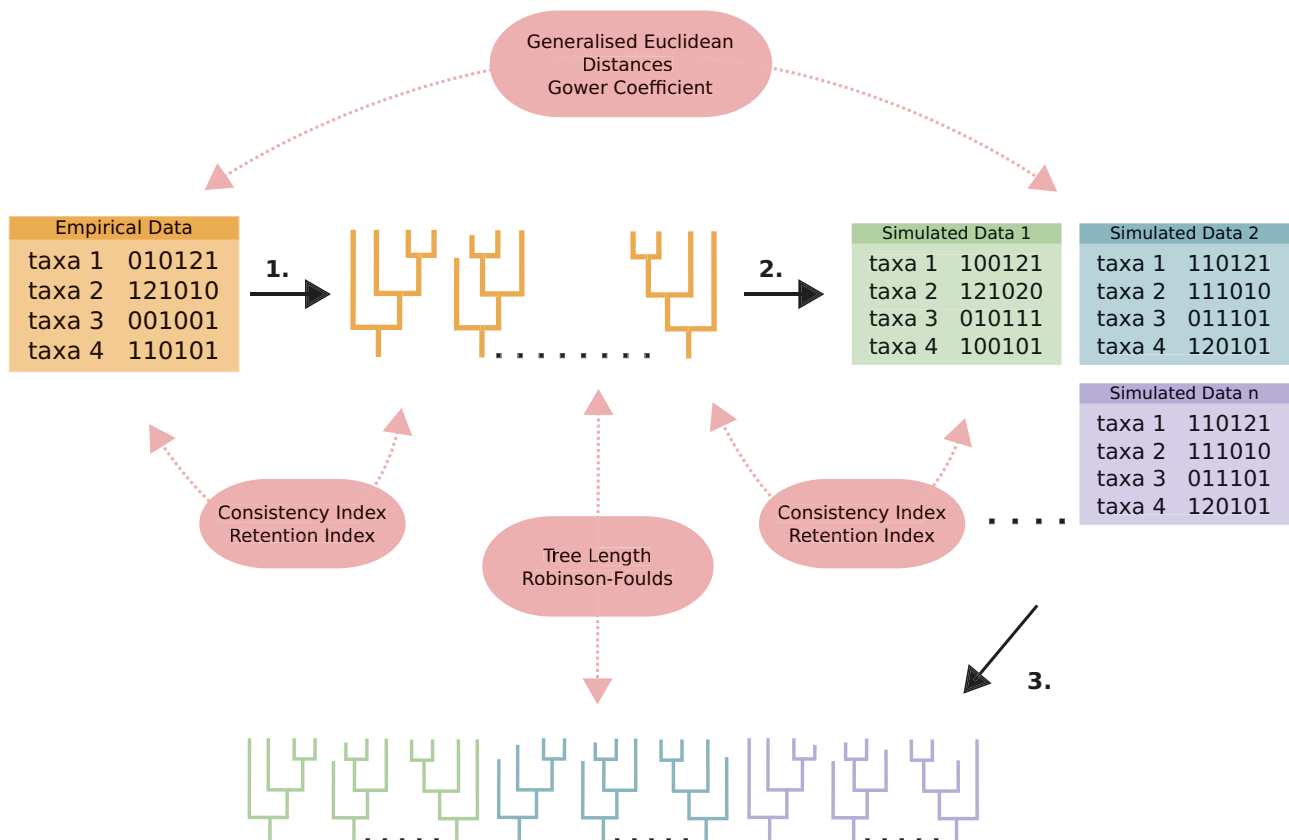 Generalised Euclidean
Distances
Gower Coefficient
Empirical Data
taxa 1 010121
taxa 2 121010
taxa 3 001001
taxa 4 110101
1.
2.
Simulated Data 1
taxa 1 100121
taxa 2 121020
taxa 3 010111
taxa 4 100101
Simulated Data 2
taxa 1 110121
taxa 2 111010
taxa 3 011101
taxa 4 120101
Simulated Data n
taxa 1 110121
taxa 2 111010
taxa 3 011101
taxa 4 120101
Consistency Index
Retention Index
Tree Length
Robinson-Foulds
Consistency Index
Retention Index
3.